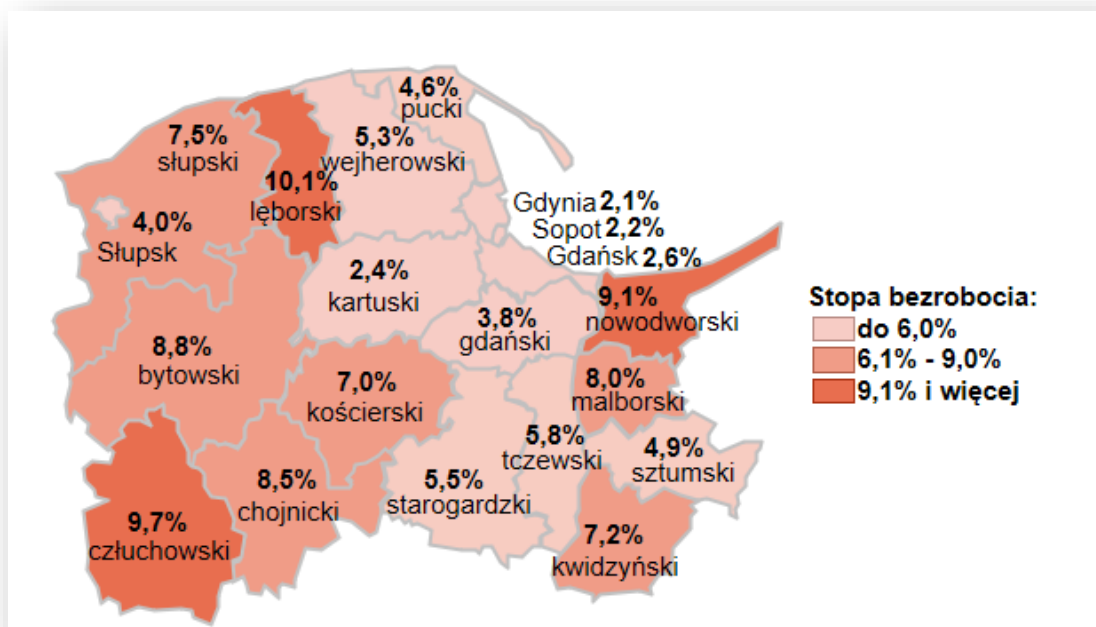 4,6%
pucki
7,5%
słupski
5,3%
wejherowski
10,1%
lęborski
Gdynia 2,1%
Sopot 2,2%
Gdańsk 2,6%
4,0%
Słupsk
2,4%
kartuski
3,8%
gdański
9,1%
nowodworski
8,8%
bytowski
7,0%
kościerski
8,0%
malborski
5,8%
tczewski
4,9%
sztumski
8,5%
chojnicki
5,5%
starogardzki
9,7%
człuchowski
7,2%
kwidzyński
Stopa bezrobocia:
do 6,0%
6,1% - 9,0%
9,1% i więcej